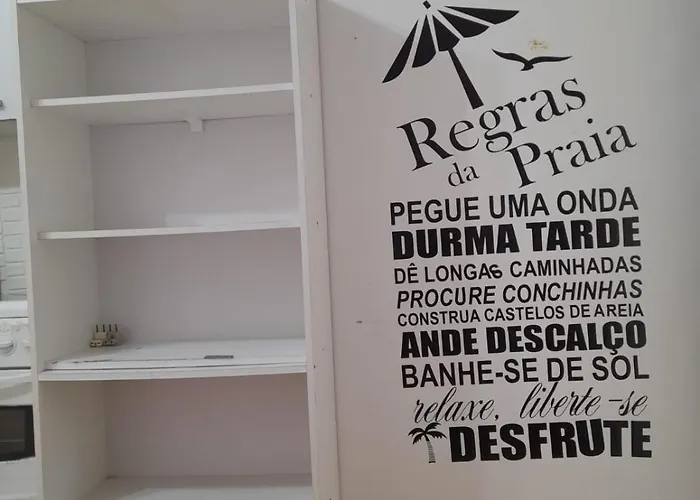 Regras
da Praia
PEGUE UMA ONDA
DURMA TARDE
DÊ LONGAS CAMINHADAS
PROCURE CONCHINHAS
CONSTRUA CASTELOS DE AREIA
ANDE DESCALÇO
BANHE-SE DE SOL
relaxe, liberte-se
DESFRUTE